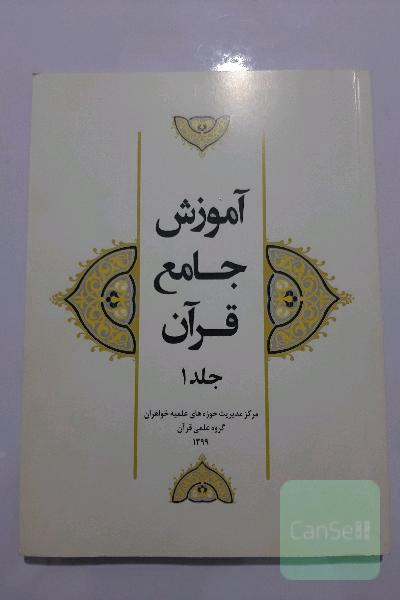 آموزش
جامع
قرآن
جلد ۱
مرکز مدیریت حوزه های علمیه خواهران
گروه علمی قرآن
۱۳۹۹
CanSell